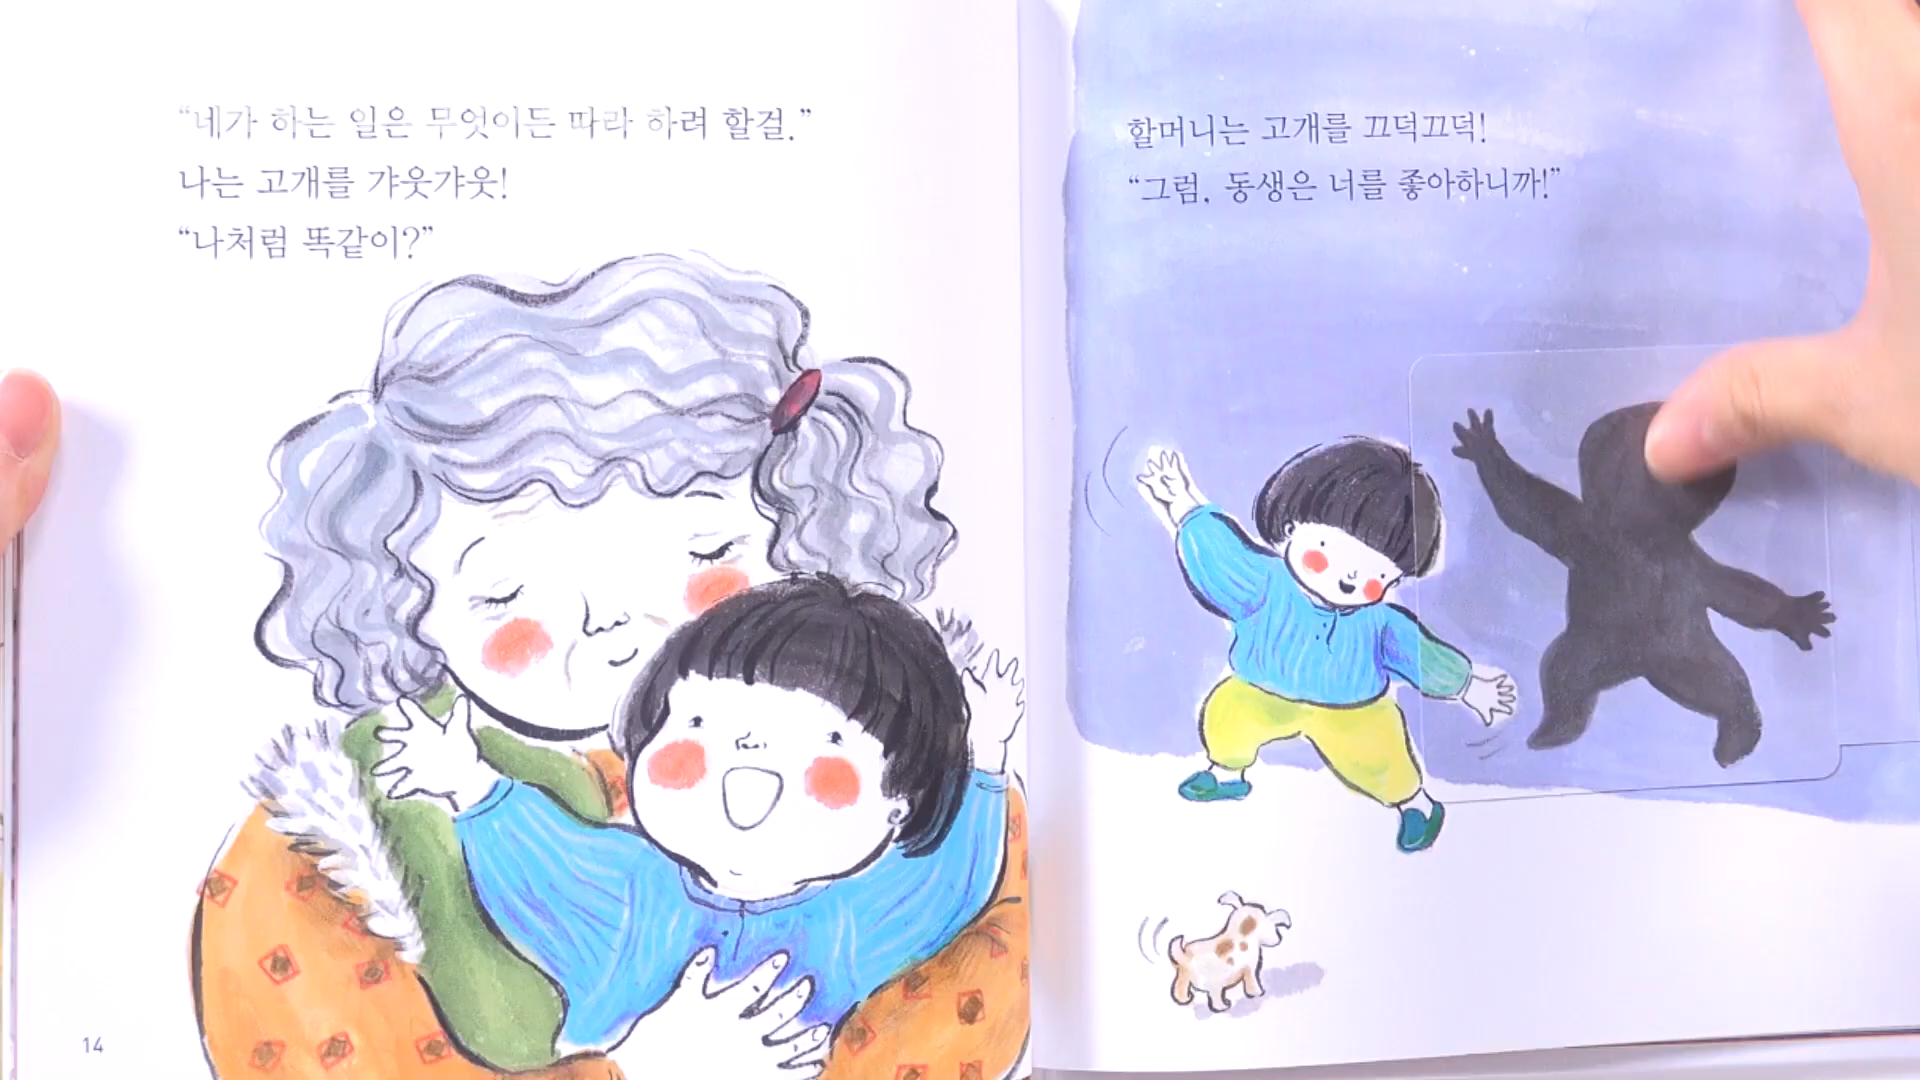 “네가 하는 일은 무엇이든 따라 하려 할걸.”
나는 고개를 갸웃갸웃!
“나처럼 똑같이?”
14
할머니는 고개를 끄덕끄덕!
“그럼, 동생은 너를 좋아하니까!”